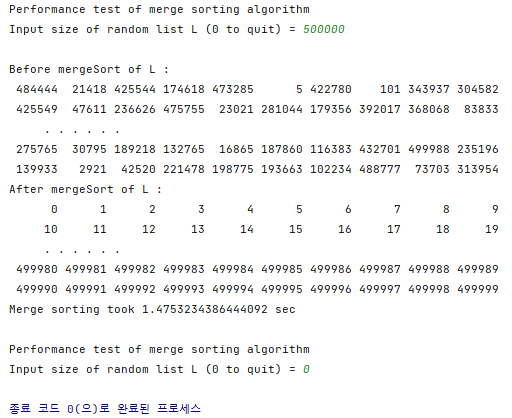 Performance test of merge sorting algorithm
Input size of random list L (0 to quit) = 500000
Before mergeSort of L :
484444 21418 425544 174618 473285 5 422780 101 343937 304582
425549 47611 236626 475755 23021 281044 179356 392017 368068 83833
. . . . . .
275765 30795 189218 132765 16865 187860 116383 432701 499988 235196
139933 2921 42520 221478 198775 193663 102234 488777 73703 313954
After mergeSort of L :
0 1 2 3 4 5 6 7 8 9
10 11 12 13 14 15 16 17 18 19
. . . . . .
499980 499981 499982 499983 499984 499985 499986 499987 499988 499989
499990 499991 499992 499993 499994 499995 499996 499997 499998 499999
Merge sorting took 1.4753234386444092 sec
Performance test of merge sorting algorithm
Input size of random list L (0 to quit) = 0
종료 코드 0(으)로 완료된 프로세스